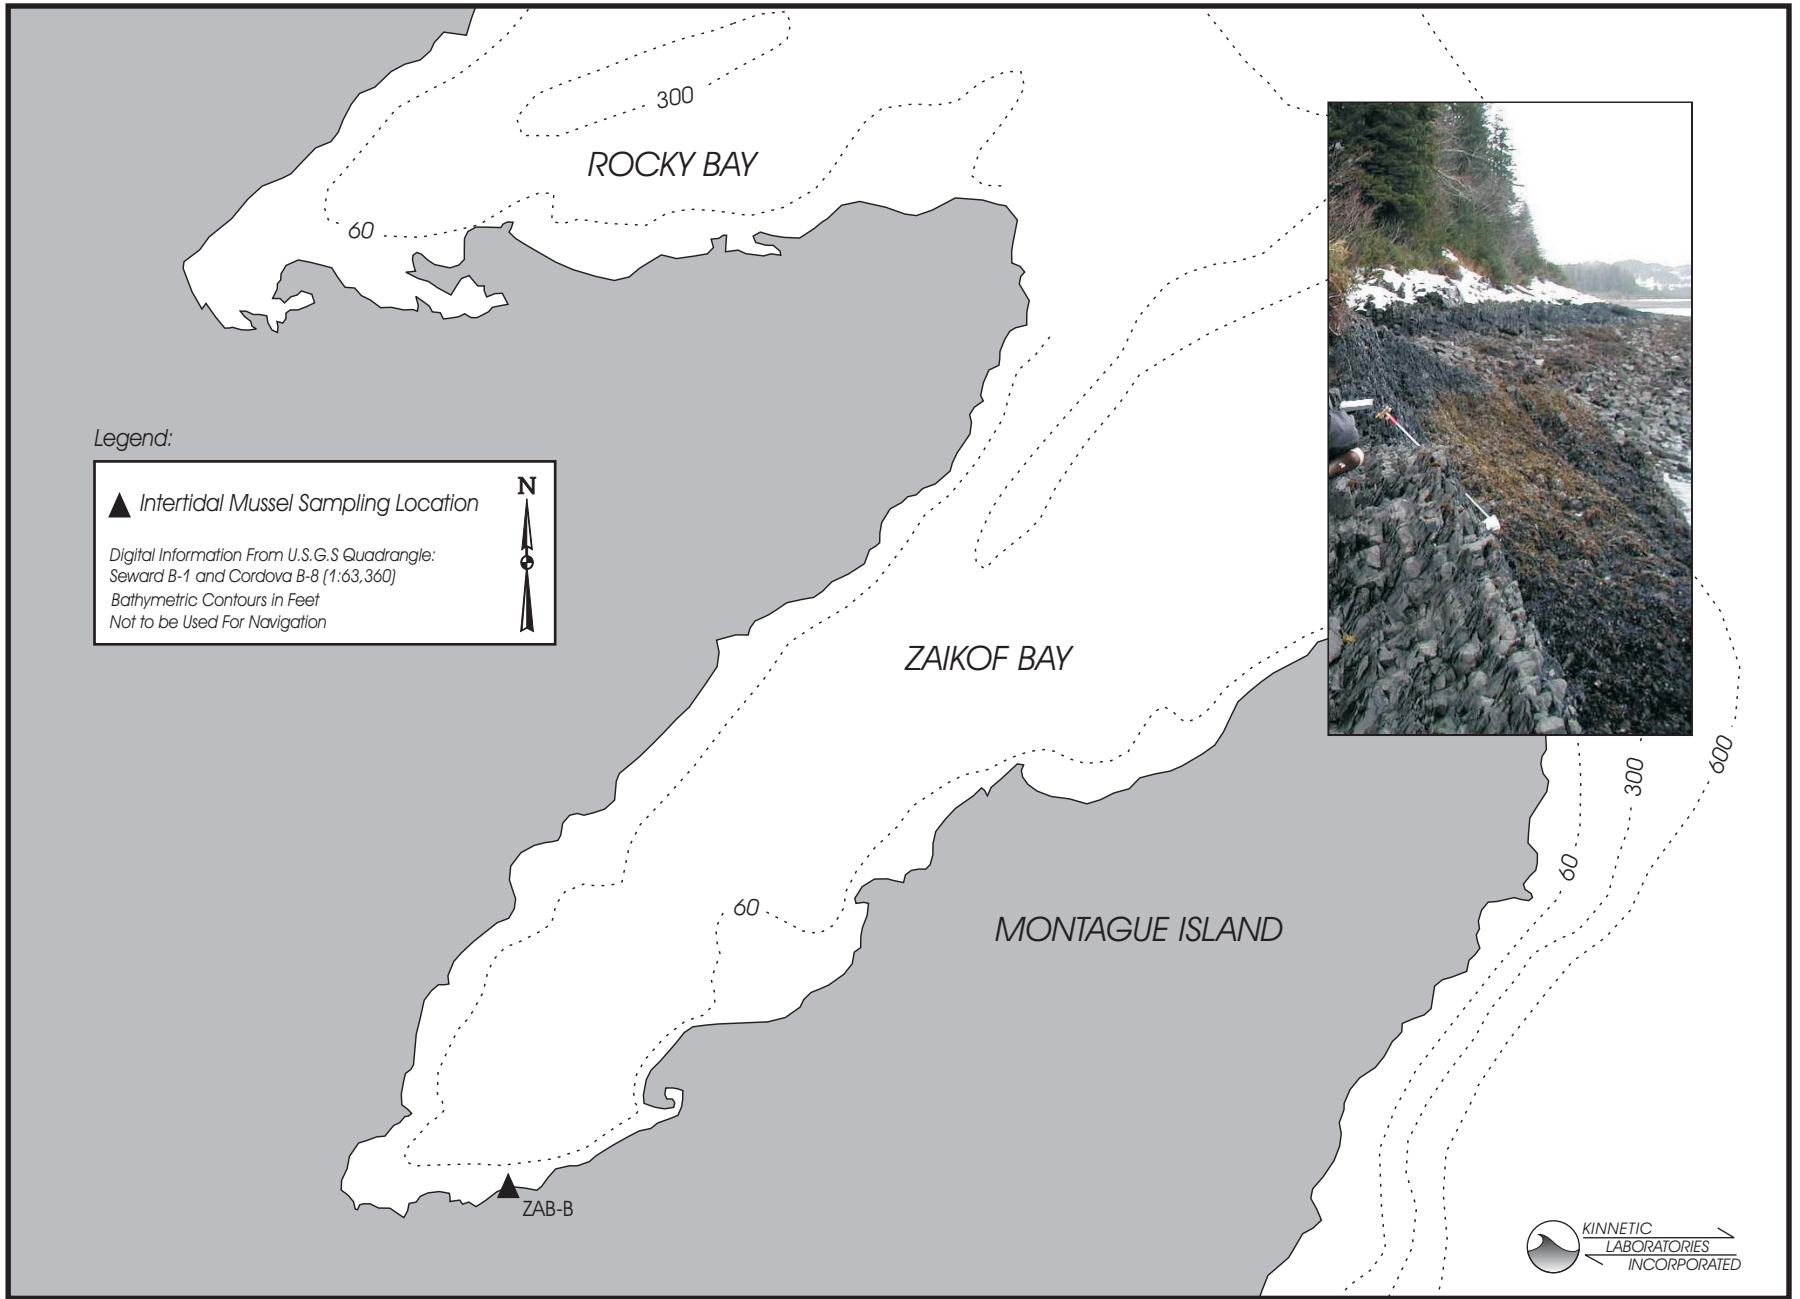 300
ROCKY BAY
60
Legend:
N
Intertidal Mussel Sampling Location
Digital Information From U.S.G.S Quadrangle:
Seward B-1 and Cordova B-8 (1:63,360)
Bathymetric Contours in Feet
Not to be Used For Navigation
ZAIKOF BAY
600
300
60
60
MONTAGUE ISLAND
ZAB-B
KINNETIC
LABORATORIES
INCORPORATED